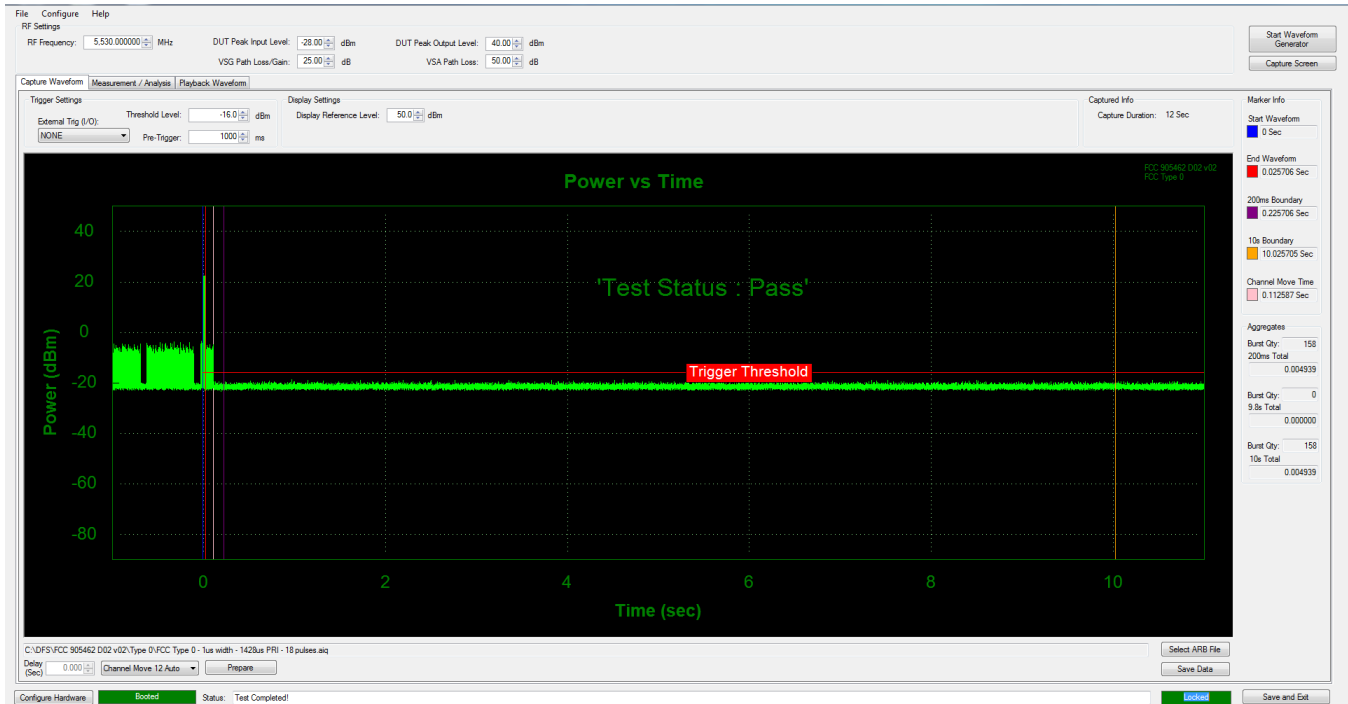 File Configure Help
RF Settings
RF Frequency: 5,530.000000 MHz DUT Peak Input Level: -28.00 dBm DUT Peak Output Level: 40.00 dBm
VSG Path Loss/Gain: 25.00 dB VSA Path Loss: 50.00 dB
Start Waveform
Generator
Capture Screen
Capture Waveform Measurement / Analysis Playback Waveform
Trigger Settings
External Trig (I/O):
NONE
Threshold Level: -16.0 dBm
Pre-Trigger: 1000 ms
Display Settings
Display Reference Level: 50.0 dBm
Captured Info
Capture Duration: 12 Sec
Marker Info
Start Waveform
0 Sec
End Waveform
0.025706 Sec
200ms Boundary
0.225706 Sec
10s Boundary
10.025705 Sec
Channel Move Time
0.112587 Sec
Aggregates
Burst Qty: 158
200ms Total
0.004939
Burst Qty: 0
9.8s Total
0.000000
Burst Qty: 158
10s Total
0.004939
Power vs Time
FCC 905462 D02 v02
FCC Type 0
'Test Status : Pass'
Trigger Threshold
Power (dBm)
40
20
0
-20
-40
-60
-80
0 2 4 6 8 10
Time (sec)
C:\DFS\FCC 905462 D02 v02\Type 0\FCC Type 0 - 1us width - 1428us PRI - 18 pulses.aiq
Select ARB File
Delay
(Sec) 0.000 Channel Move 12 Auto Prepare
Save Data
Configure Hardware Booted Status: Test Completed! Locked Save and Exit